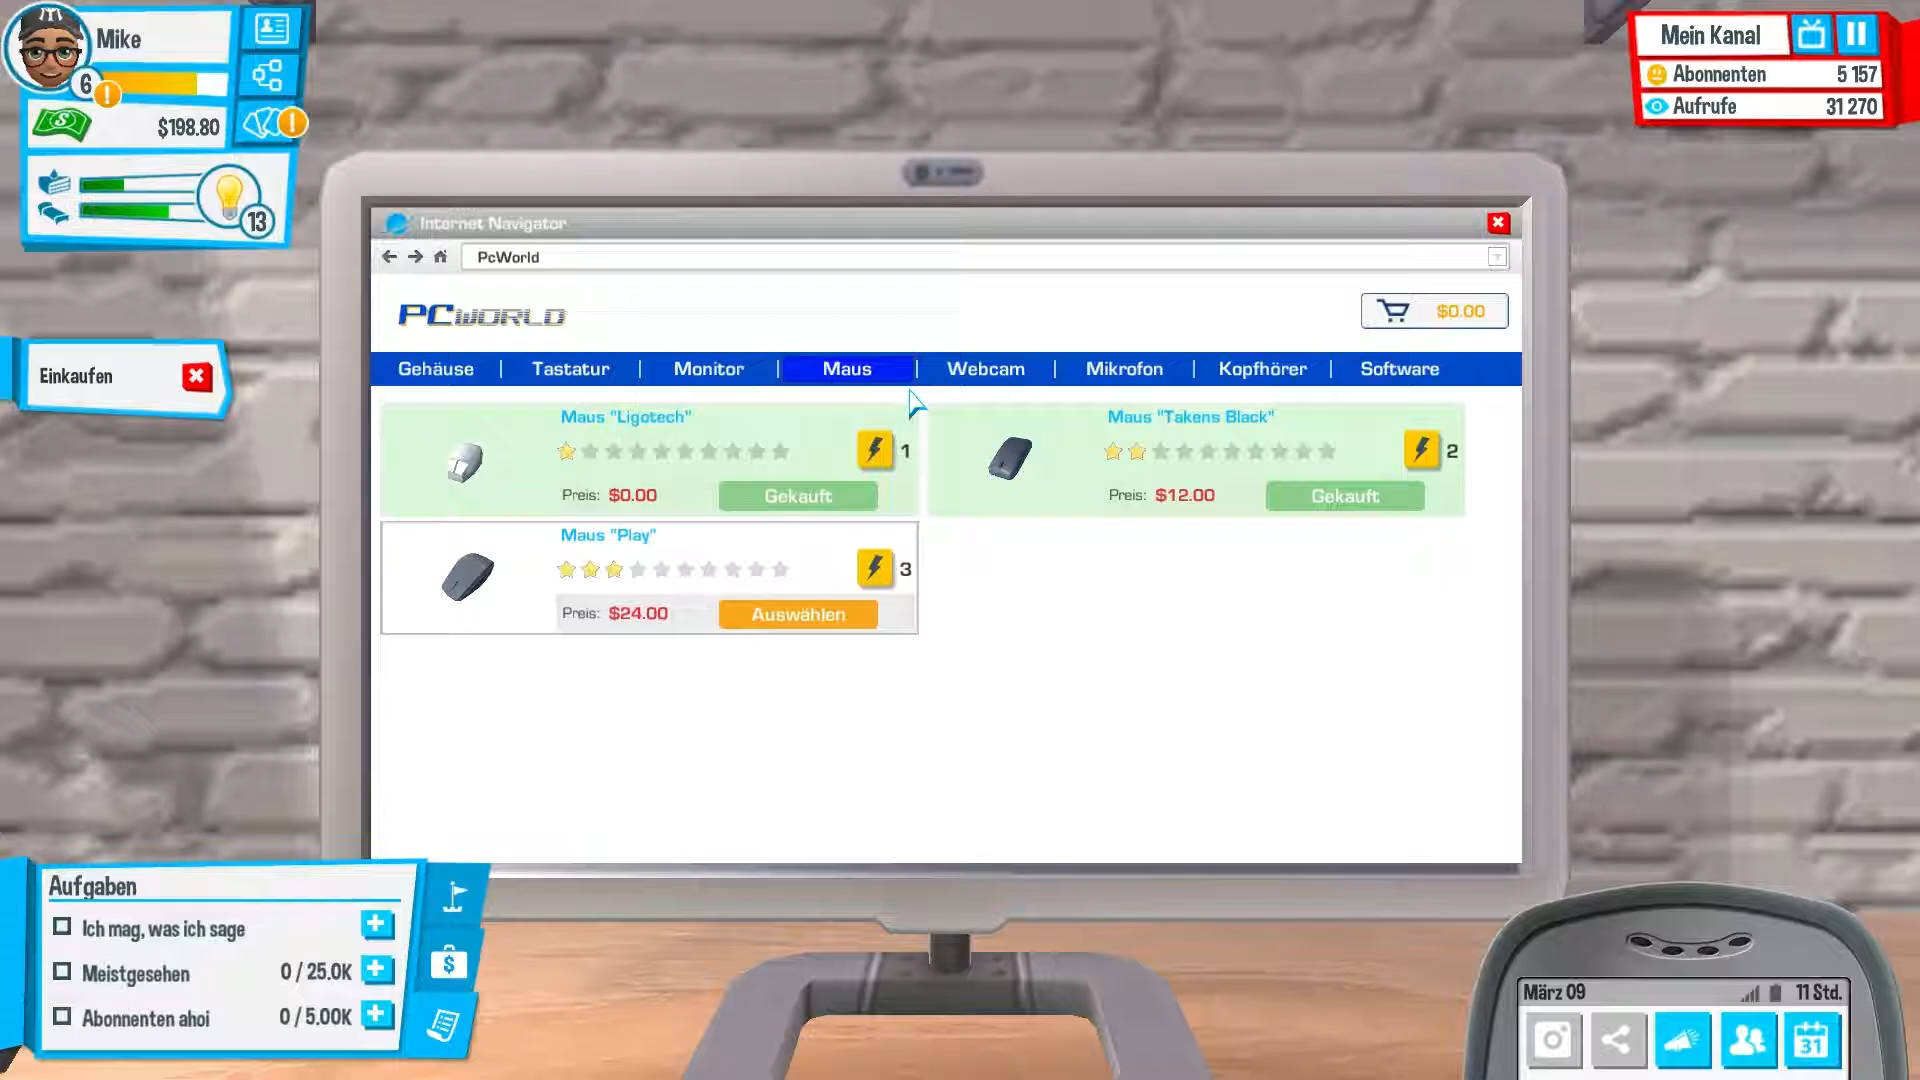 Mike
6
$198.80
13
Mein Kanal
Abonnenten 5 157
Aufrufe 31 270
Internet Navigator
PcWorld
PCWORLD
$0.00
Gehäuse | Tastatur | Monitor | Maus | Webcam | Mikrofon | Kopfhörer | Software
Einkaufen
Maus "Ligotech"
1
Preis: $0.00 Gekauft
Maus "Takens Black"
2
Preis: $12.00 Gekauft
Maus "Play"
3
Preis: $24.00 Auswählen
Aufgaben
Ich mag, was ich sage
Meistgesehen 0 / 25.0K
Abonnenten ahoi 0 / 5.00K
März 09 11 Std.
31